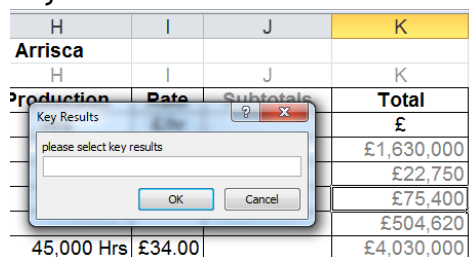 H I J K
Arrisca
H I J K
Production Rate Subtotals Total
£/hr £
Key Results
please select key results
OK Cancel
£1,630,000
£22,750
£75,400
£504,620
45,000 Hrs £34.00 £4,030,000